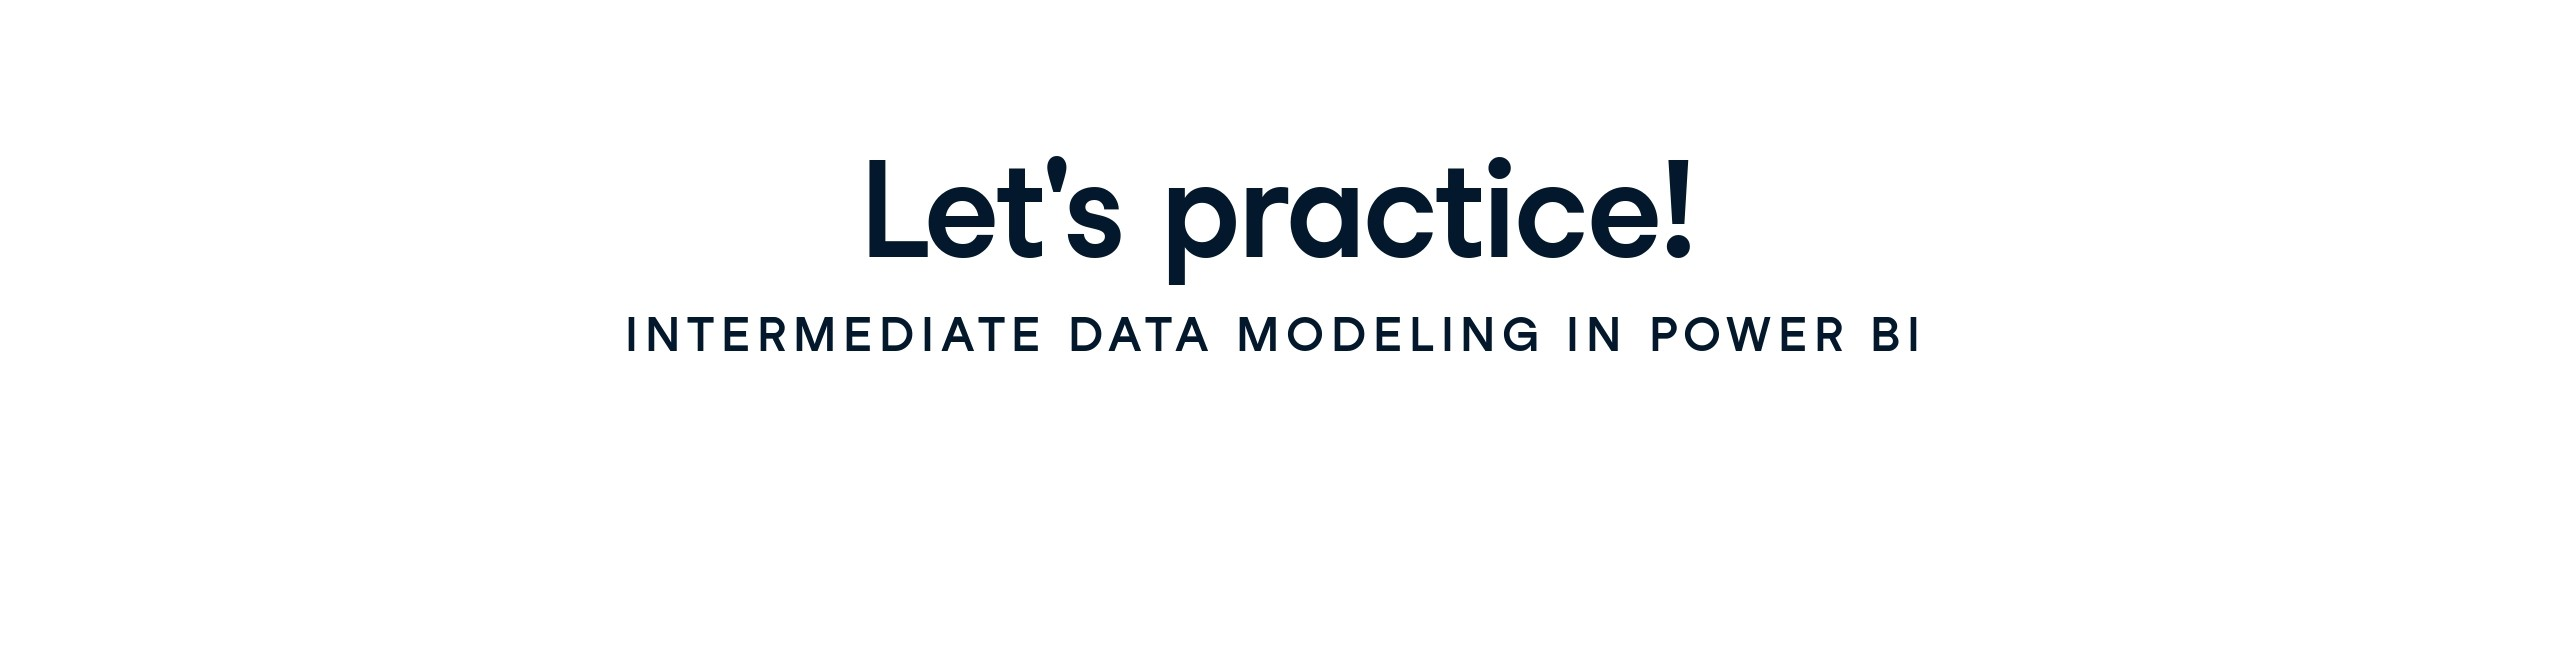 Let's practice!
INTERMEDIATE DATA MODELING IN POWER BI